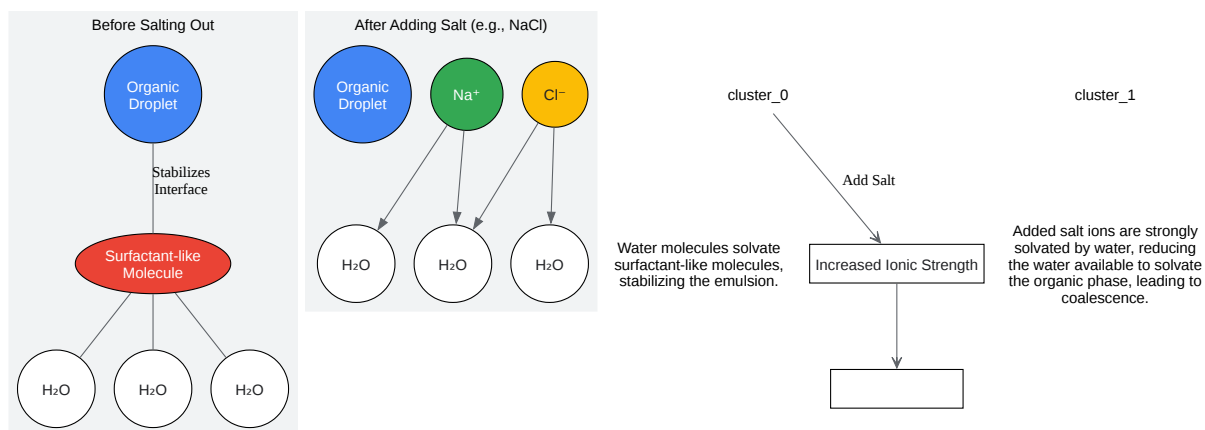 Before Salting Out
Organic
Droplet
Stabilizes
Interface
Surfactant-like
Molecule
H₂O
H₂O
H₂O
After Adding Salt (e.g., NaCl)
Organic
Droplet
Na⁺
Cl⁻
H₂O
H₂O
H₂O
cluster_0
Add Salt
Water molecules solvate
surfactant-like molecules,
stabilizing the emulsion.
Increased Ionic Strength
cluster_1
Added salt ions are strongly
solvated by water, reducing
the water available to solvate
the organic phase, leading to
coalescence.